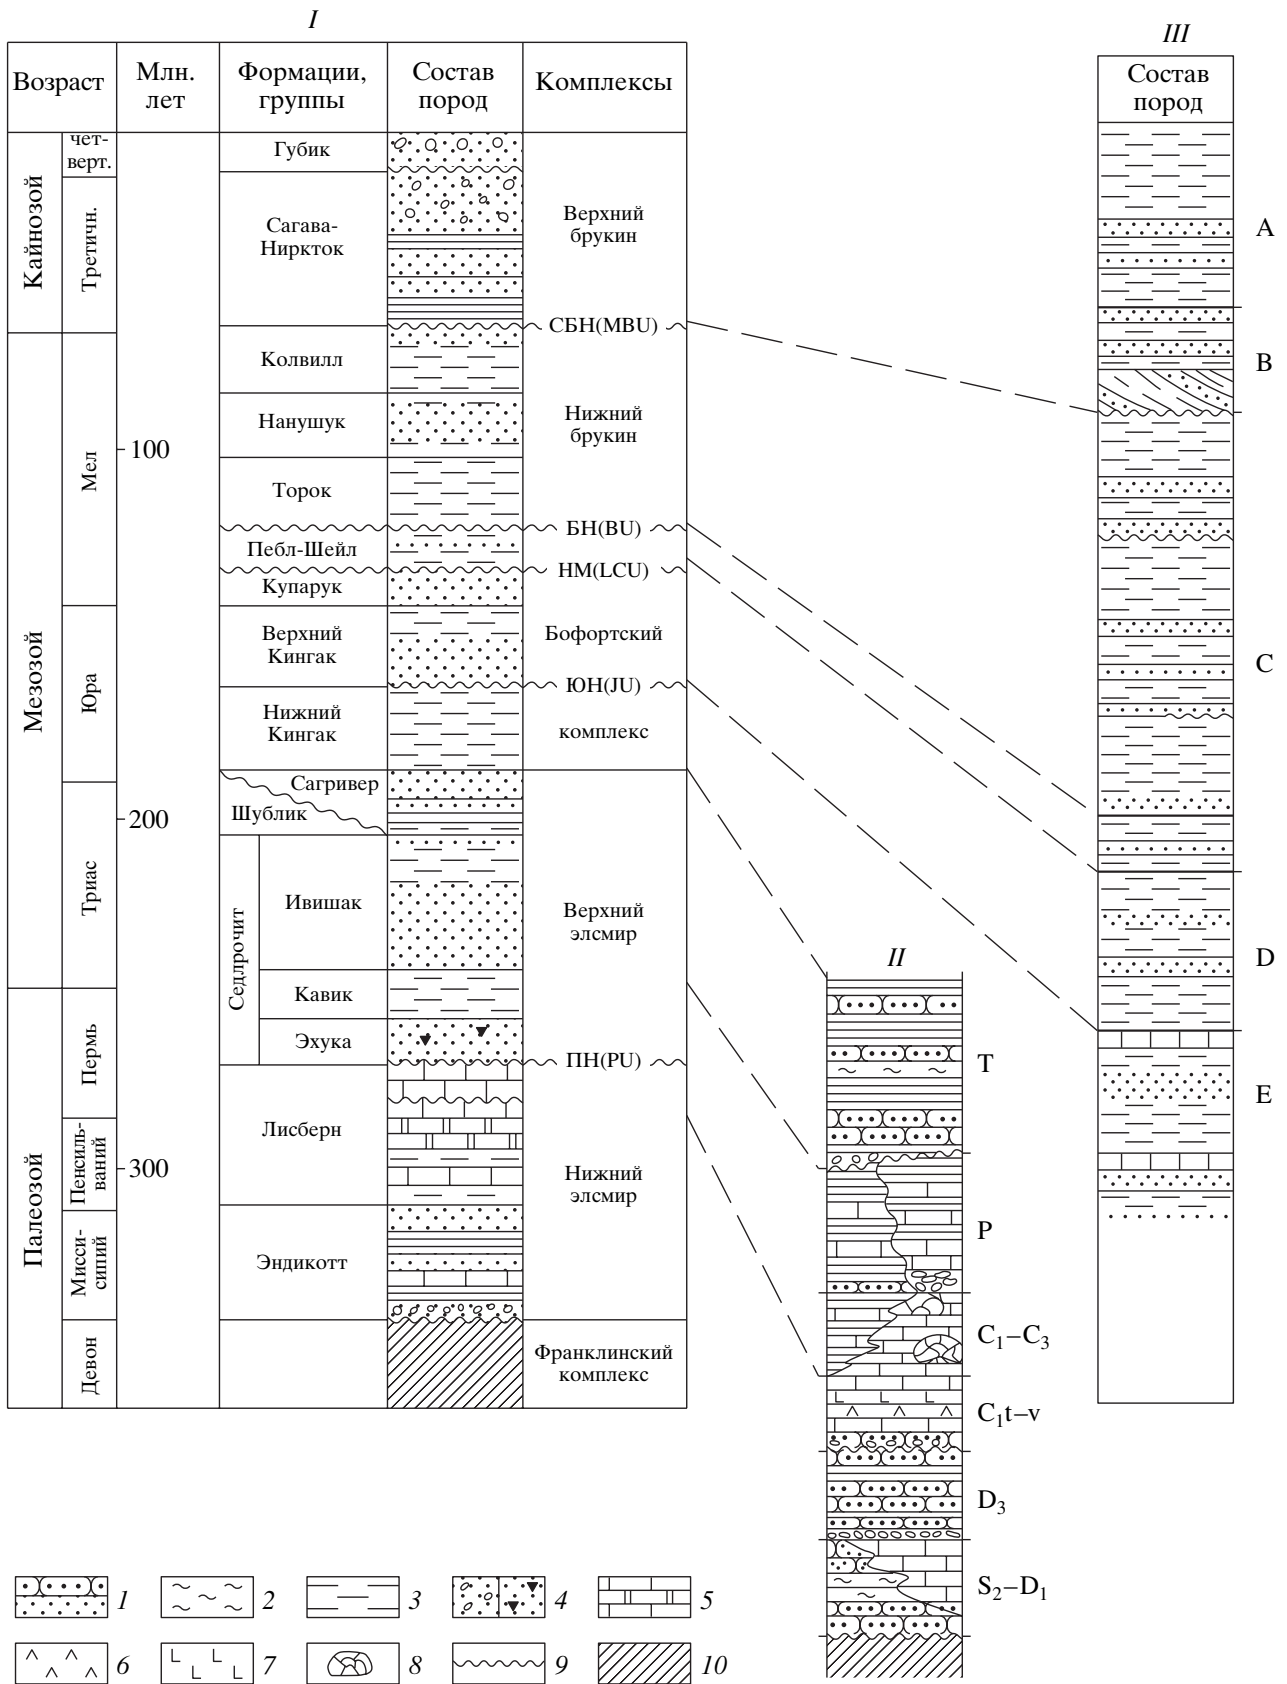 I
III
Возраст
Млн.
лет
Формации,
группы
Состав
пород
Комплексы
Состав
пород
Кайнозой
чет-
верт.
Третичн.
Губик
Сагава-
Ниркток
Верхний
брукин
СБН(MBU)
A
B
Мезозой
Мел
100
Колвилл
Нанушук
Торок
Нижний
брукин
БН(BU)
Пебл-Шейл
НМ(LCU)
Купарук
Юра
Верхний
Кингак
Бофортский
ЮН(JU)
Нижний
Кингак
комплекс
C
Сагривер
Шублик
200
Триас
Седлрочит
Ивишак
Верхний
элсмир
Кавик
Эхука
ПН(PU)
D
E
II
T
P
C₁–C₃
C₁t–v
D₃
S₂–D₁
Палеозой
Пермь
Пенсиль-
ваний
300
Лисберн
Нижний
элсмир
Мисси-
сипий
Эндикотт
Девон
Франклинский
комплекс
1
2
3
4
5
6
7
8
9
10